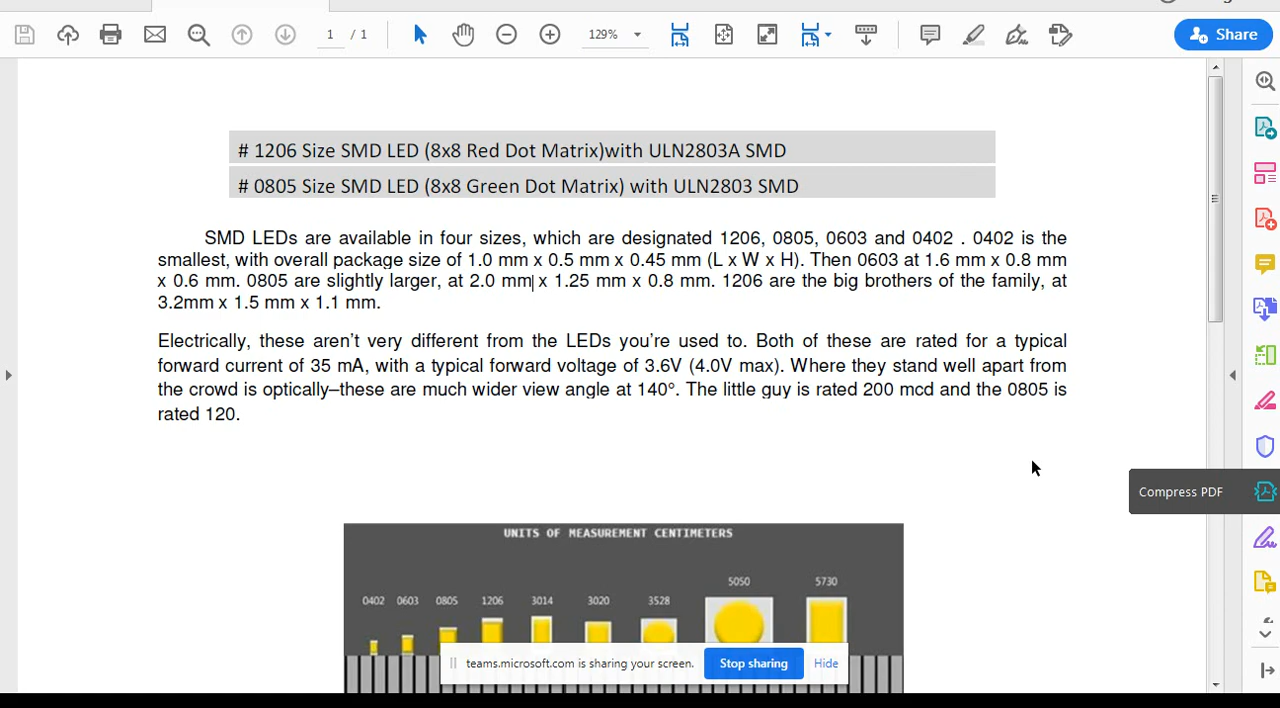 1 / 1
129%
Share
# 1206 Size SMD LED (8x8 Red Dot Matrix)with ULN2803A SMD
# 0805 Size SMD LED (8x8 Green Dot Matrix) with ULN2803 SMD
SMD LEDs are available in four sizes, which are designated 1206, 0805, 0603 and 0402 . 0402 is the
smallest, with overall package size of 1.0 mm x 0.5 mm x 0.45 mm (L x W x H). Then 0603 at 1.6 mm x 0.8 mm
x 0.6 mm. 0805 are slightly larger, at 2.0 mm x 1.25 mm x 0.8 mm. 1206 are the big brothers of the family, at
3.2mm x 1.5 mm x 1.1 mm.
Electrically, these aren’t very different from the LEDs you’re used to. Both of these are rated for a typical
forward current of 35 mA, with a typical forward voltage of 3.6V (4.0V max). Where they stand well apart from
the crowd is optically–these are much wider view angle at 140°. The little guy is rated 200 mcd and the 0805 is
rated 120.
Compress PDF
UNITS OF MEASUREMENT CENTIMETERS
5050 5730
0402 0603 0805 1206 3014 3020 3528
teams.microsoft.com is sharing your screen. Stop sharing Hide